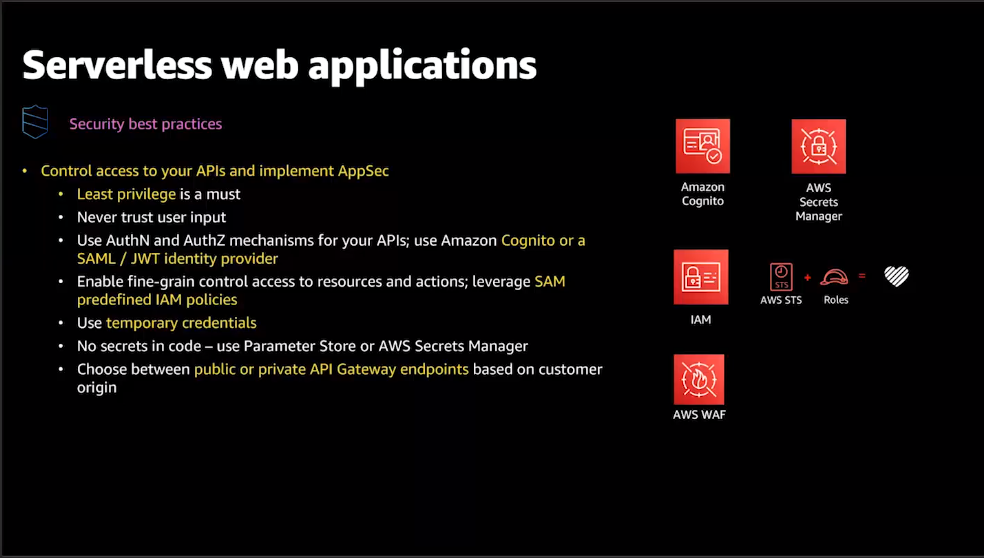 Serverless web applications
Security best practices
• Control access to your APIs and implement AppSec
• Least privilege is a must
• Never trust user input
• Use AuthN and AuthZ mechanisms for your APIs; use Amazon Cognito or a
SAML / JWT identity provider
• Enable fine-grain control access to resources and actions; leverage SAM
predefined IAM policies
• Use temporary credentials
• No secrets in code – use Parameter Store or AWS Secrets Manager
• Choose between public or private API Gateway endpoints based on customer
origin
Amazon
Cognito
AWS
Secrets
Manager
IAM
STS
AWS STS
+
Roles
=
AWS WAF